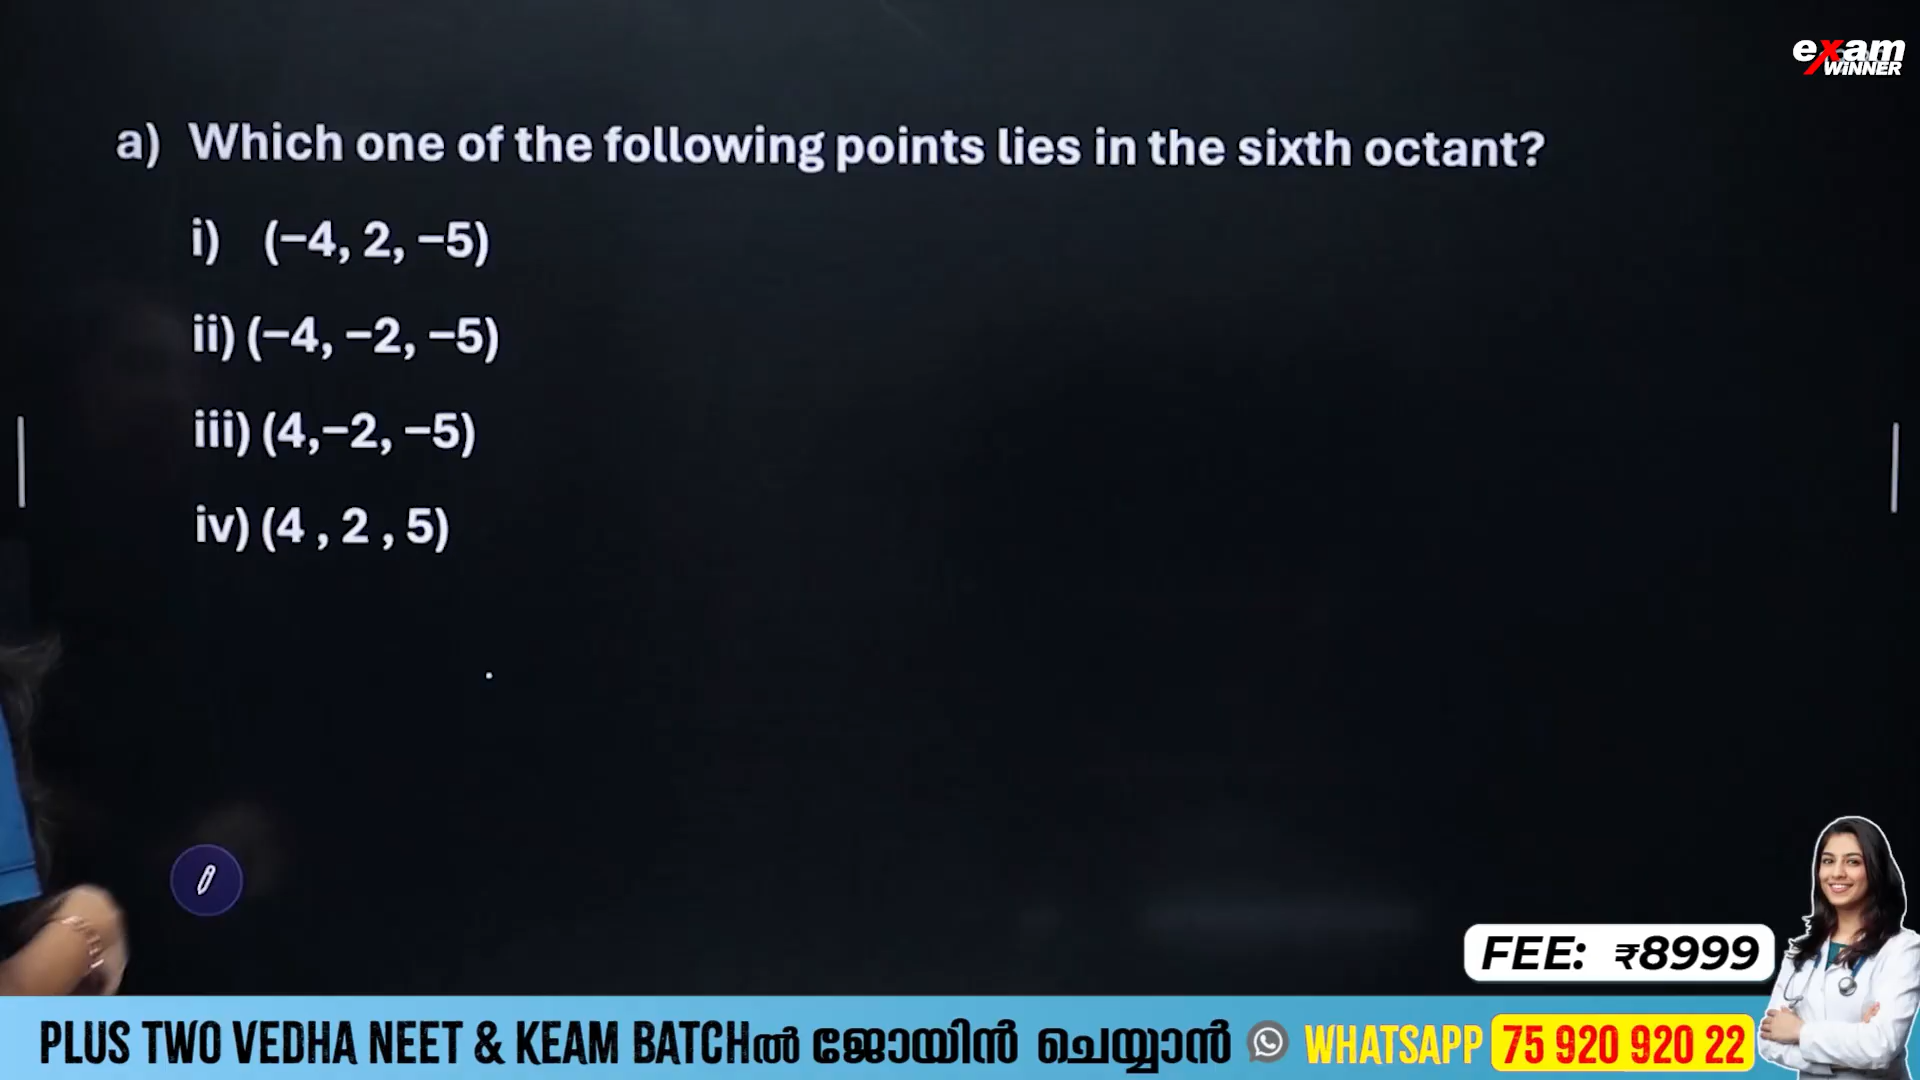 exam
WINNER
a) Which one of the following points lies in the sixth octant?
i) (−4, 2, −5)
ii) (−4, −2, −5)
iii) (4,−2, −5)
iv) (4 , 2 , 5)
FEE: ₹8999
PLUS TWO VEDHA NEET & KEAM BATCHൽ ജോയിൻ ചെയ്യാൻ WHATSAPP 75 920 920 22